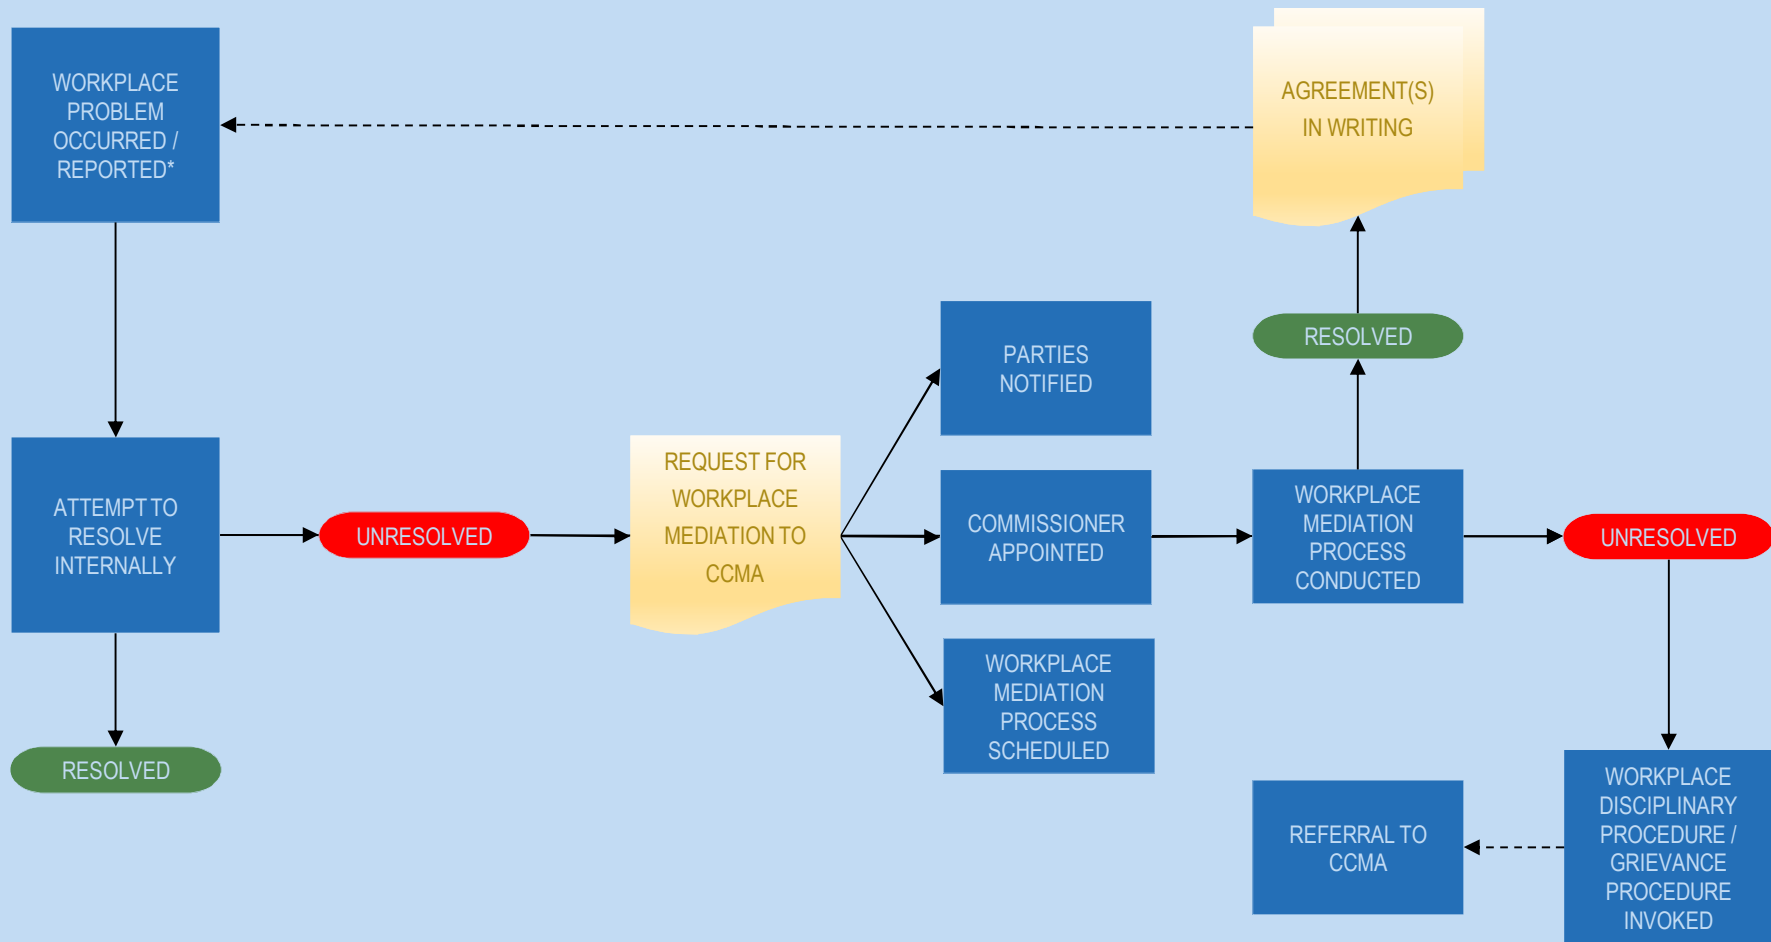 WORKPLACE
PROBLEM
OCCURRED /
REPORTED*
AGREEMENT(S)
IN WRITING
ATTEMPT TO
RESOLVE
INTERNALLY
RESOLVED
UNRESOLVED
REQUEST FOR
WORKPLACE
MEDIATION TO
CCMA
PARTIES
NOTIFIED
COMMISSIONER
APPOINTED
WORKPLACE
MEDIATION
PROCESS
SCHEDULED
RESOLVED
WORKPLACE
MEDIATION
PROCESS
CONDUCTED
UNRESOLVED
WORKPLACE
DISCIPLINARY
PROCEDURE /
GRIEVANCE
PROCEDURE
INVOKED
REFERRAL TO
CCMA